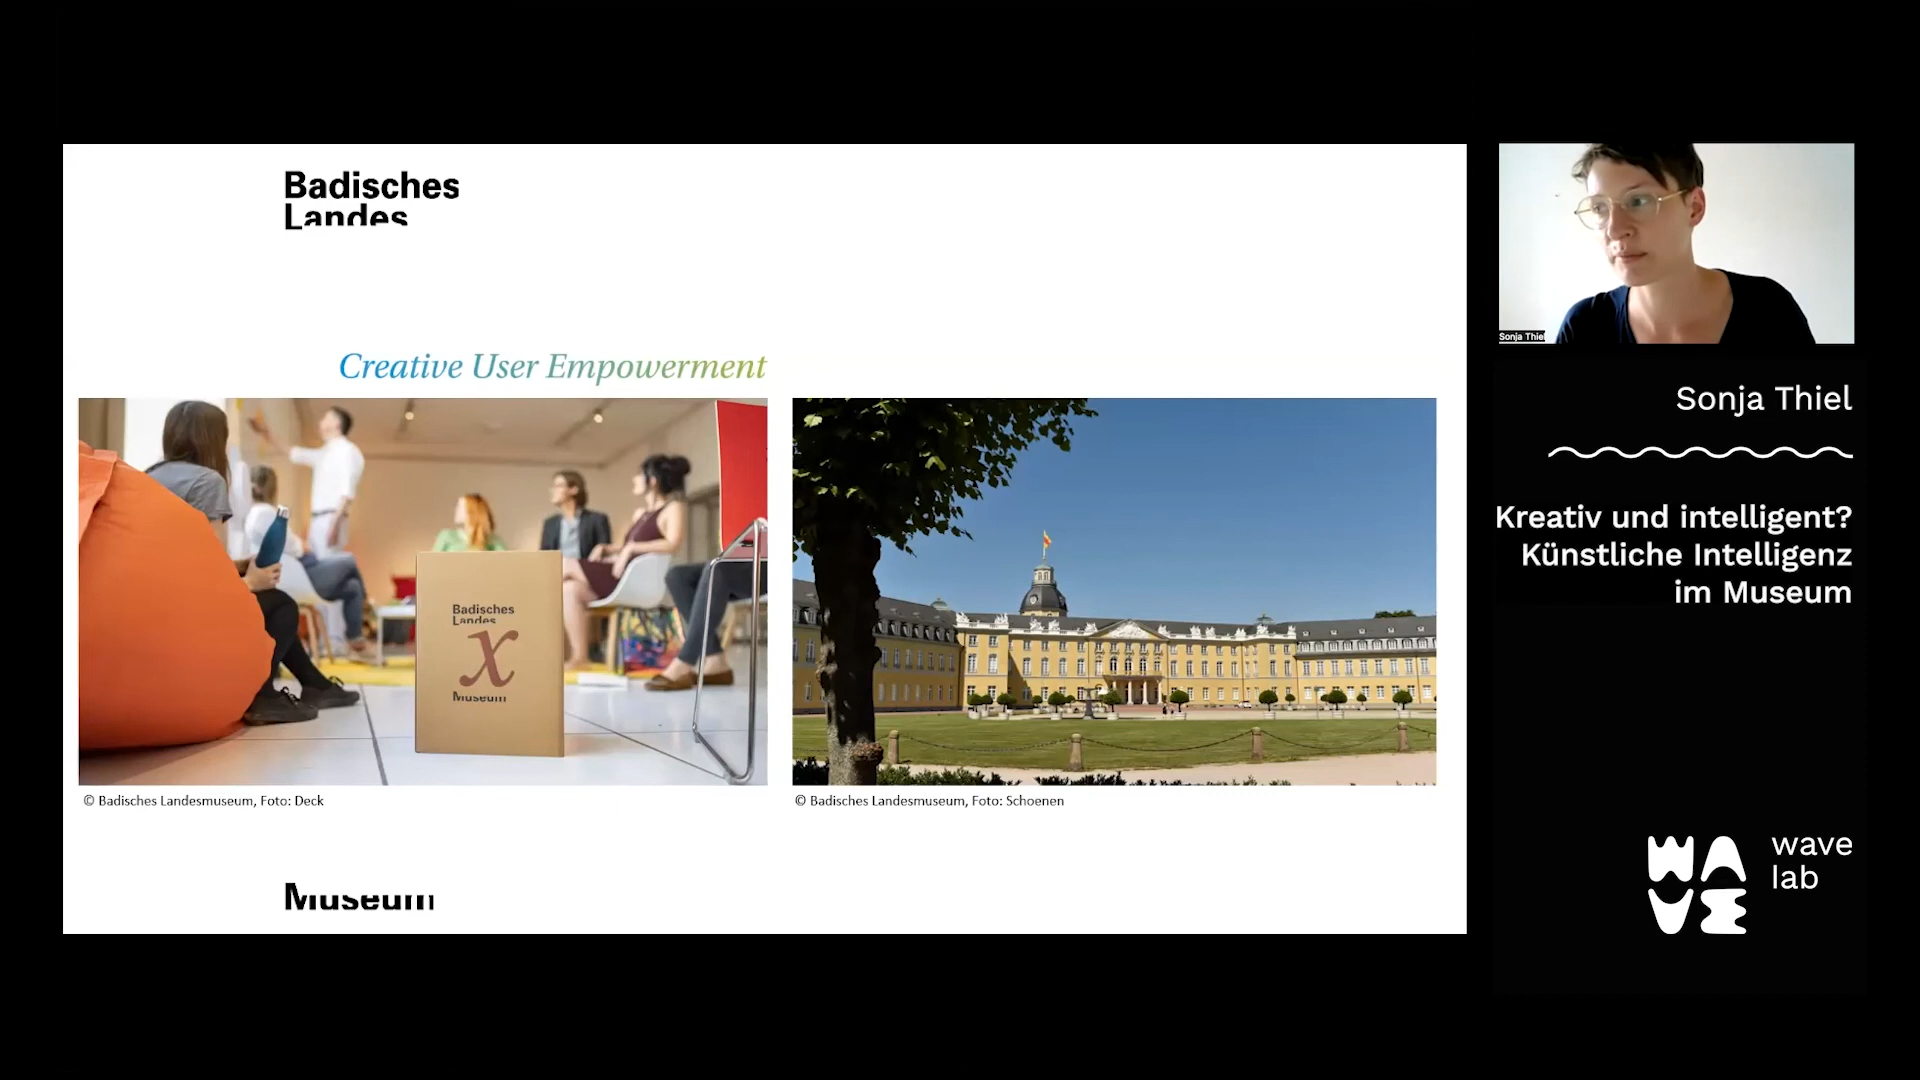 Badisches
Landes
Creative User Empowerment
Badisches
Landes
x
Museum
© Badisches Landesmuseum, Foto: Deck
© Badisches Landesmuseum, Foto: Schoenen
Museum
Sonja Thiel
Sonja Thiel
Kreativ und intelligent?
Künstliche Intelligenz
im Museum
WAVE
wave
lab